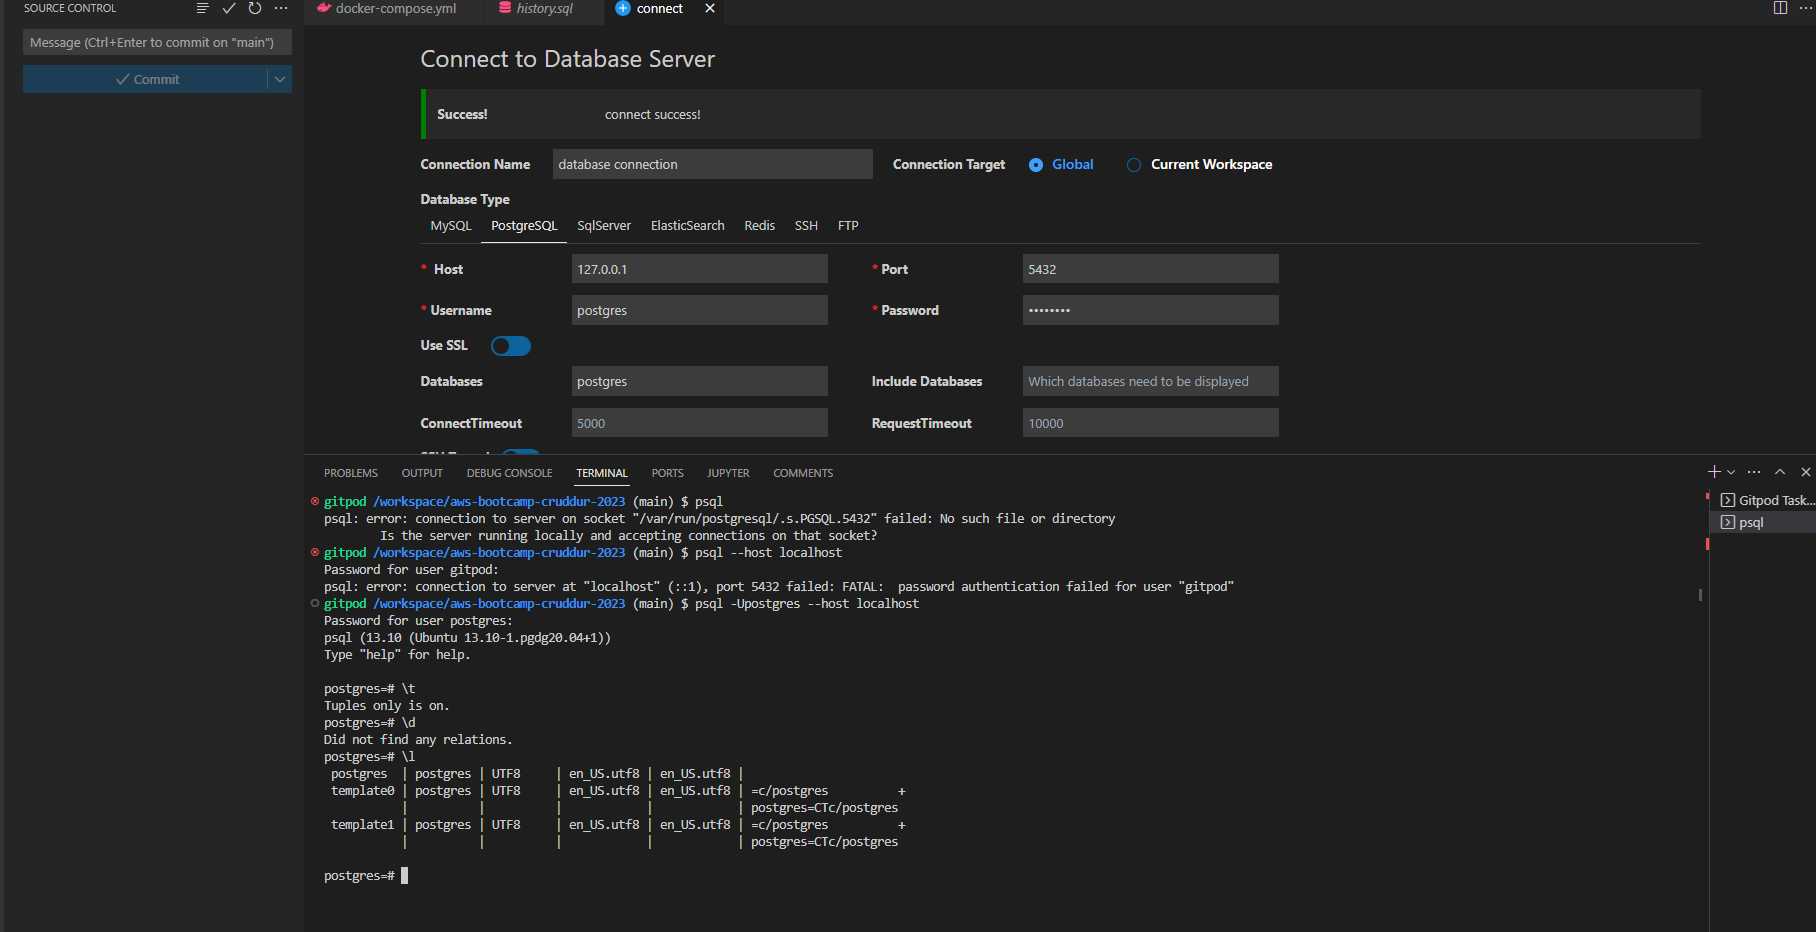 SOURCE CONTROL
Message (Ctrl+Enter to commit on "main")
Commit
docker-compose.yml
history.sql
connect
Connect to Database Server
Success! connect success!
Connection Name database connection Connection Target Global Current Workspace
Database Type
MySQL PostgreSQL SqlServer ElasticSearch Redis SSH FTP
* Host 127.0.0.1 * Port 5432
* Username postgres * Password ••••••••
Use SSL
Databases postgres Include Databases Which databases need to be displayed
ConnectTimeout 5000 RequestTimeout 10000
PROBLEMS OUTPUT DEBUG CONSOLE TERMINAL PORTS JUPYTER COMMENTS
gitpod /workspace/aws-bootcamp-cruddur-2023 (main) $ psql
psql: error: connection to server on socket "/var/run/postgresql/.s.PGSQL.5432" failed: No such file or directory
Is the server running locally and accepting connections on that socket?
gitpod /workspace/aws-bootcamp-cruddur-2023 (main) $ psql --host localhost
Password for user gitpod:
psql: error: connection to server at "localhost" (::1), port 5432 failed: FATAL:  password authentication failed for user "gitpod"
gitpod /workspace/aws-bootcamp-cruddur-2023 (main) $ psql -Upostgres --host localhost
Password for user postgres:
psql (13.10 (Ubuntu 13.10-1.pgdg20.04+1))
Type "help" for help.
postgres=# \t
Tuples only is on.
postgres=# \d
Did not find any relations.
postgres=# \l
postgres | postgres | UTF8 | en_US.utf8 | en_US.utf8 |
template0 | postgres | UTF8 | en_US.utf8 | en_US.utf8 | =c/postgres +
| | | | | postgres=CTc/postgres
template1 | postgres | UTF8 | en_US.utf8 | en_US.utf8 | =c/postgres +
| | | | | postgres=CTc/postgres
postgres=#
Gitpod Task...
psql